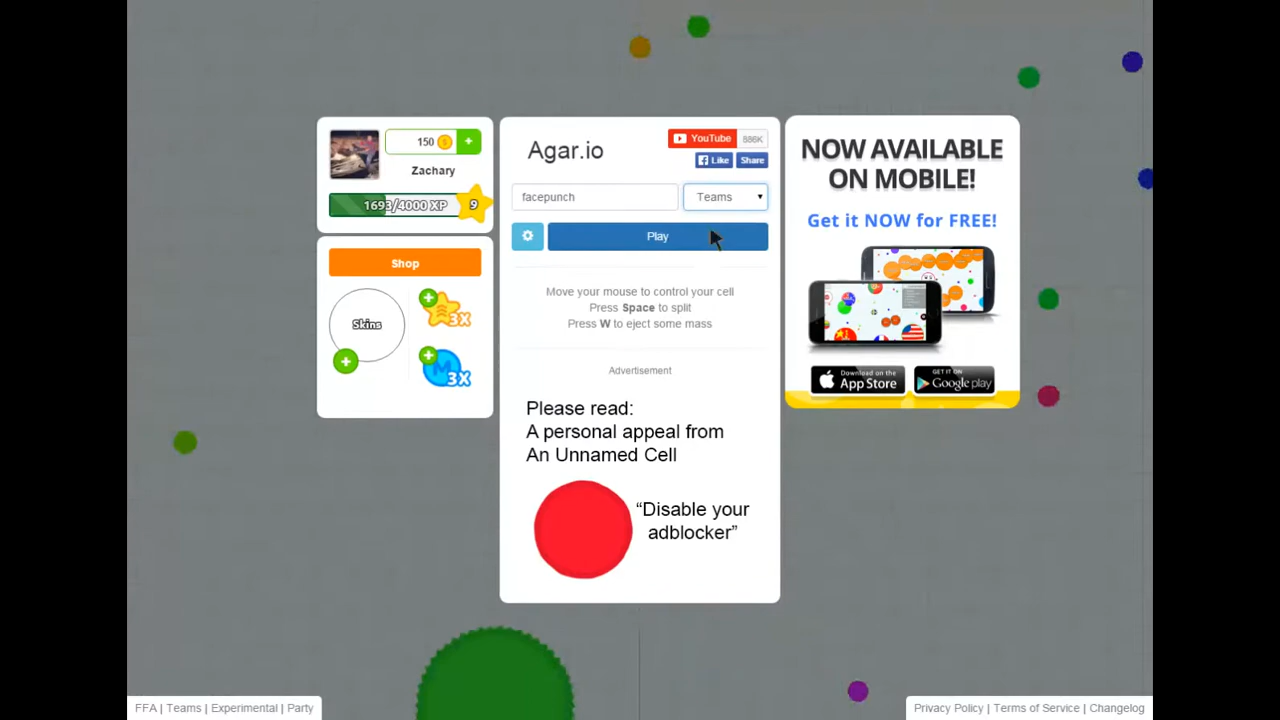 150
+
Zachary
1693/4000 XP
9
Shop
Skins
3X
M
3X
Agar.io
YouTube 886K
Like Share
facepunch
Teams
Play
Move your mouse to control your cell
Press Space to split
Press W to eject some mass
Advertisement
Please read:
A personal appeal from
An Unnamed Cell
“Disable your
adblocker”
NOW AVAILABLE
ON MOBILE!
Get it NOW for FREE!
Download on the
App Store
GET IT ON
Google play
FFA | Teams | Experimental | Party
Privacy Policy | Terms of Service | Changelog